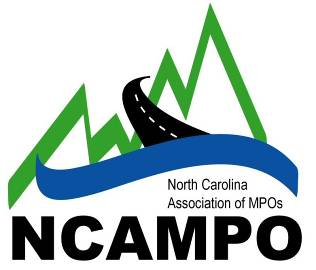 North Carolina
Association of MPOs
NCAMPO